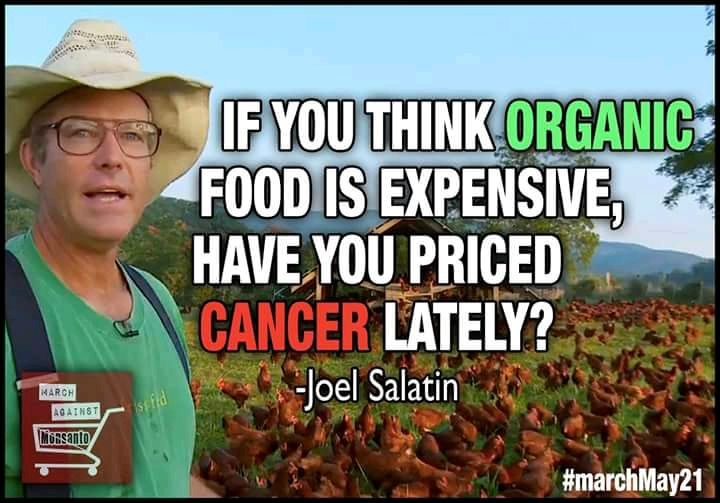 IF YOU THINK ORGANIC
FOOD IS EXPENSIVE,
HAVE YOU PRICED
CANCER LATELY?
-Joel Salatin
MARCH
AGAINST
Monsanto
#marchMay21